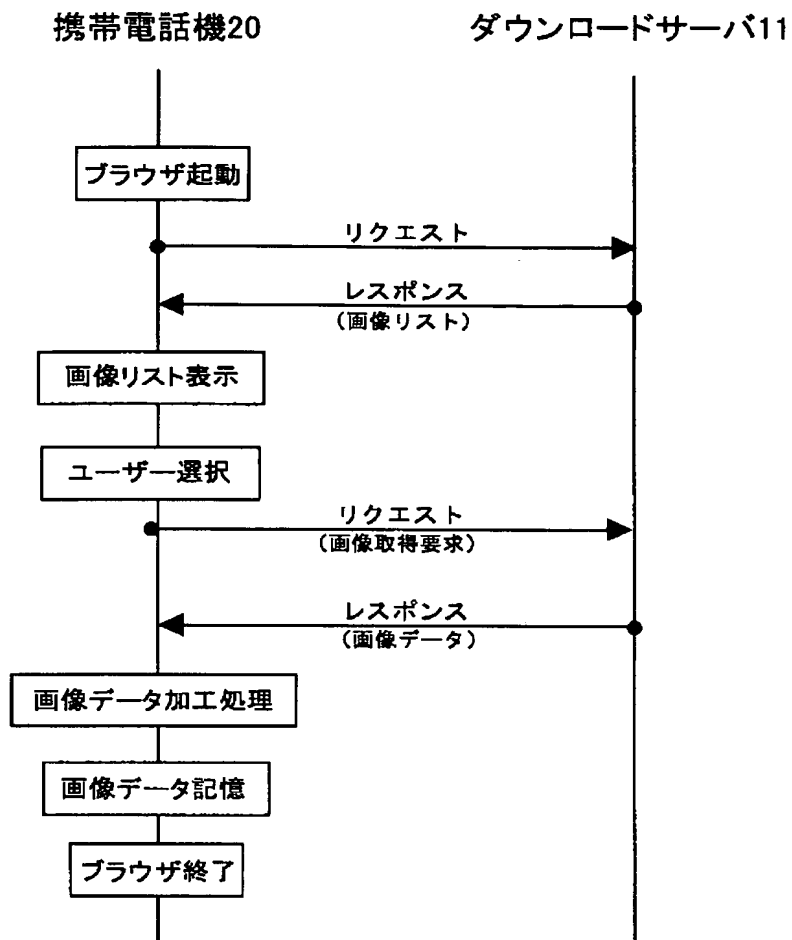 携帯電話機20
ダウンロードサーバ11
ブラウザ起動
リクエスト
レスポンス
(画像リスト)
画像リスト表示
ユーザー選択
リクエスト
(画像取得要求)
レスポンス
(画像データ)
画像データ加工処理
画像データ記憶
ブラウザ終了